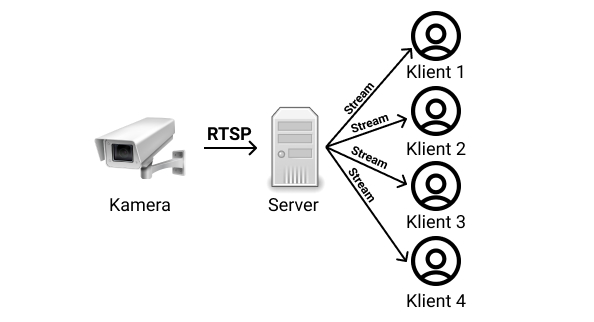 Klient 1
Stream
RTSP
Stream
Klient 2
Stream
Kamera
Server
Stream
Klient 3
Klient 4